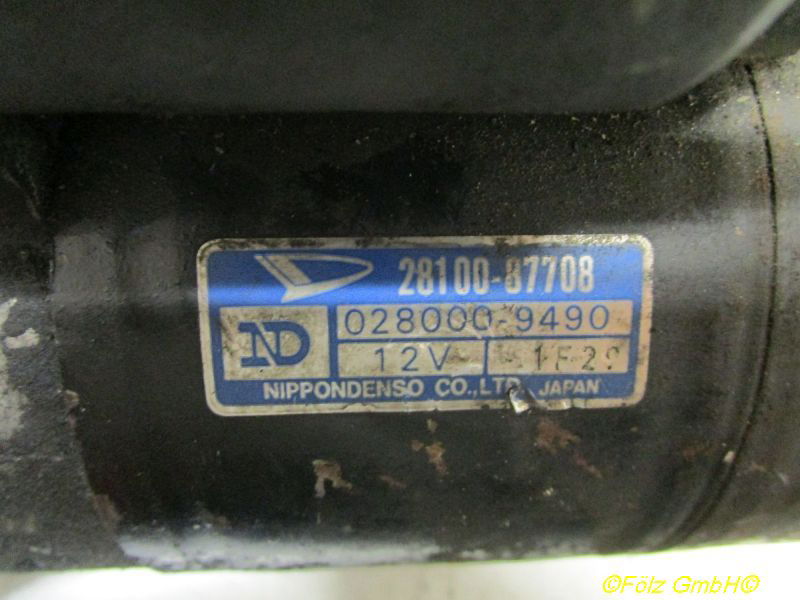 28100-87708
ND
028000-9490
12V
NIPPONDENSO CO.,LTD. JAPAN
©Fölz GmbH©